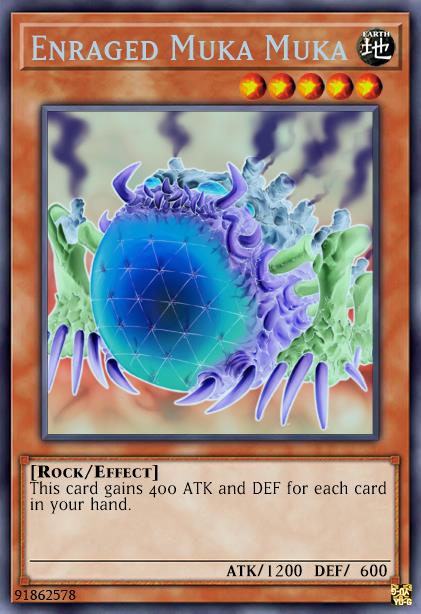 Enraged Muka Muka
EARTH
地
[Rock/Effect]
This card gains 400 ATK and DEF for each card
in your hand.
ATK/1200 DEF/ 600
91862578